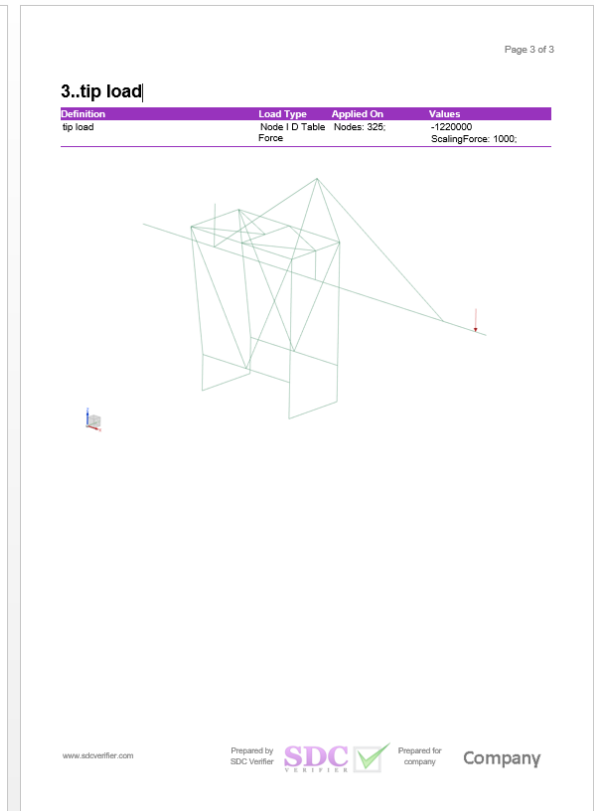 Page 3 of 3
3..tip load
Definition Load Type Applied On Values
tip load Node I D Table Force Nodes: 325; -1220000
ScalingForce: 1000;
www.sdcverifier.com
Prepared by
SDC Verifier
SDC
VERIFIER
Prepared for
company
Company